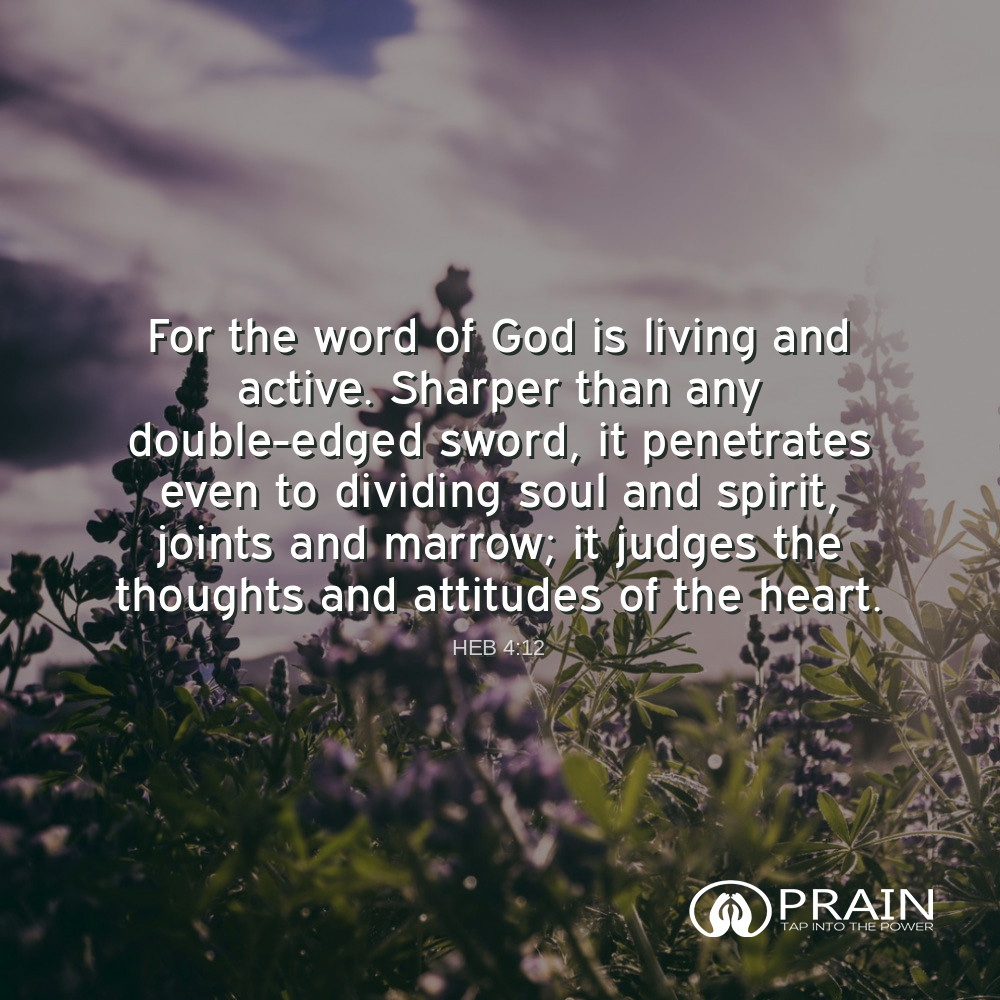 For the word of God is living and
active. Sharper than any
double-edged sword, it penetrates
even to dividing soul and spirit,
joints and marrow; it judges the
thoughts and attitudes of the heart.
HEB 4:12
PRAIN
TAP INTO THE POWER